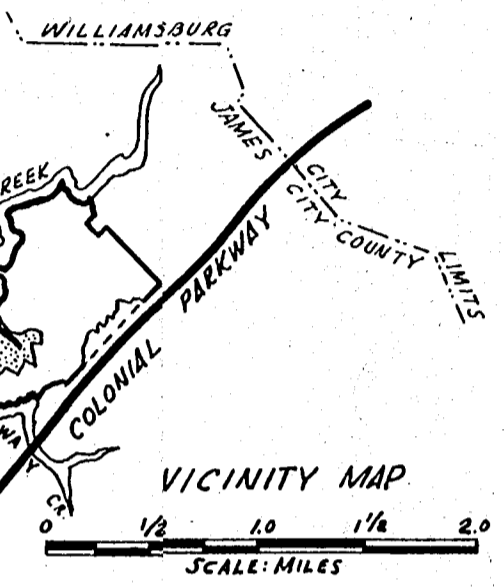 WILLIAMSBURG
JAMES CITY
CITY COUNTY LIMITS
REEK
COLONIAL PARKWAY
WAY CR.
VICINITY MAP
0 1/2 1.0 1 1/2 2.0
SCALE: MILES